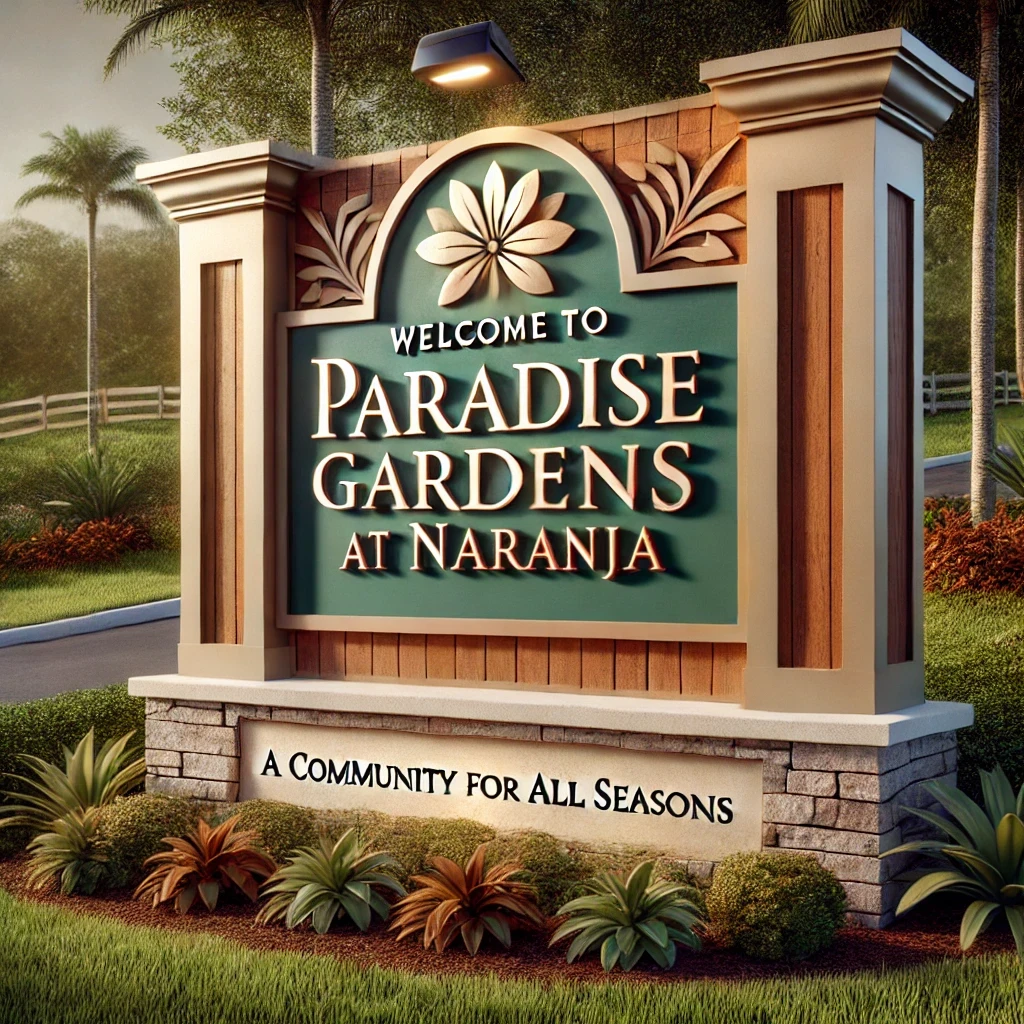 WELCOME TO
PARADISE
GARDENS
AT NARANJA
A COMMUNITY FOR ALL SEASONS